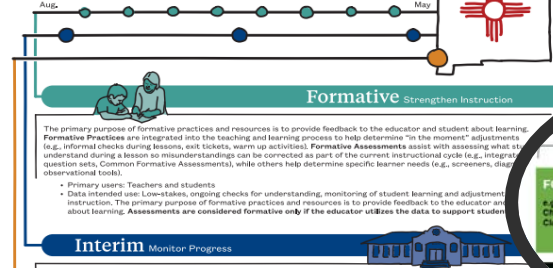 Aug.
May
Formative Strengthen Instruction
The primary purpose of formative practices and resources is to provide feedback to the educator and student about learning.
Formative Practices are integrated into the teaching and learning process to help determine "in the moment" adjustments
(e.g., informal checks during lessons, exit tickets, warm up activities). Formative Assessments assist with assessing what
understand during a lesson so misunderstandings can be corrected as part of the current instructional cycle (e.g.,
question sets, Common Formative Assessments), while others help determine specific learner needs (e.g., screeners,
observational tools).
• Primary users: Teachers and students
• Data intended use: Low-stakes, ongoing checks for understanding, monitoring of student learning and
instruction. The primary purpose of formative practices and resources is to provide feedback to the educator
about learning. Assessments are considered formative only if the educator utilizes the data to support
Interim Monitor Progress